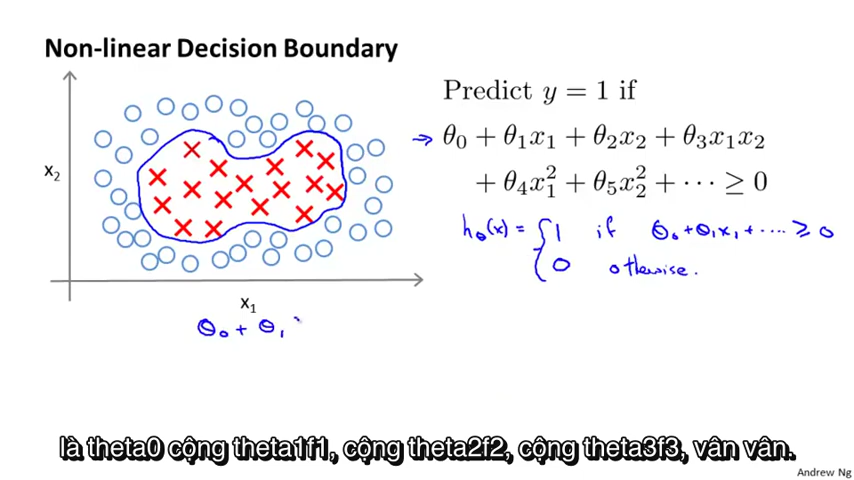 Non-linear Decision Boundary
Predict y = 1 if
→ θ₀ + θ₁x₁ + θ₂x₂ + θ₃x₁x₂
+ θ₄x₁² + θ₅x₂² + ⋯ ≥ 0
x₂
h_θ(x) = { 1 if θ₀ + θ₁x₁ + ⋯ ≥ 0
{ 0 otherwise.
x₁
θ₀ + θ₁
là theta0 cộng theta1f1, cộng theta2f2, cộng theta3f3, vân vân.
Andrew Ng